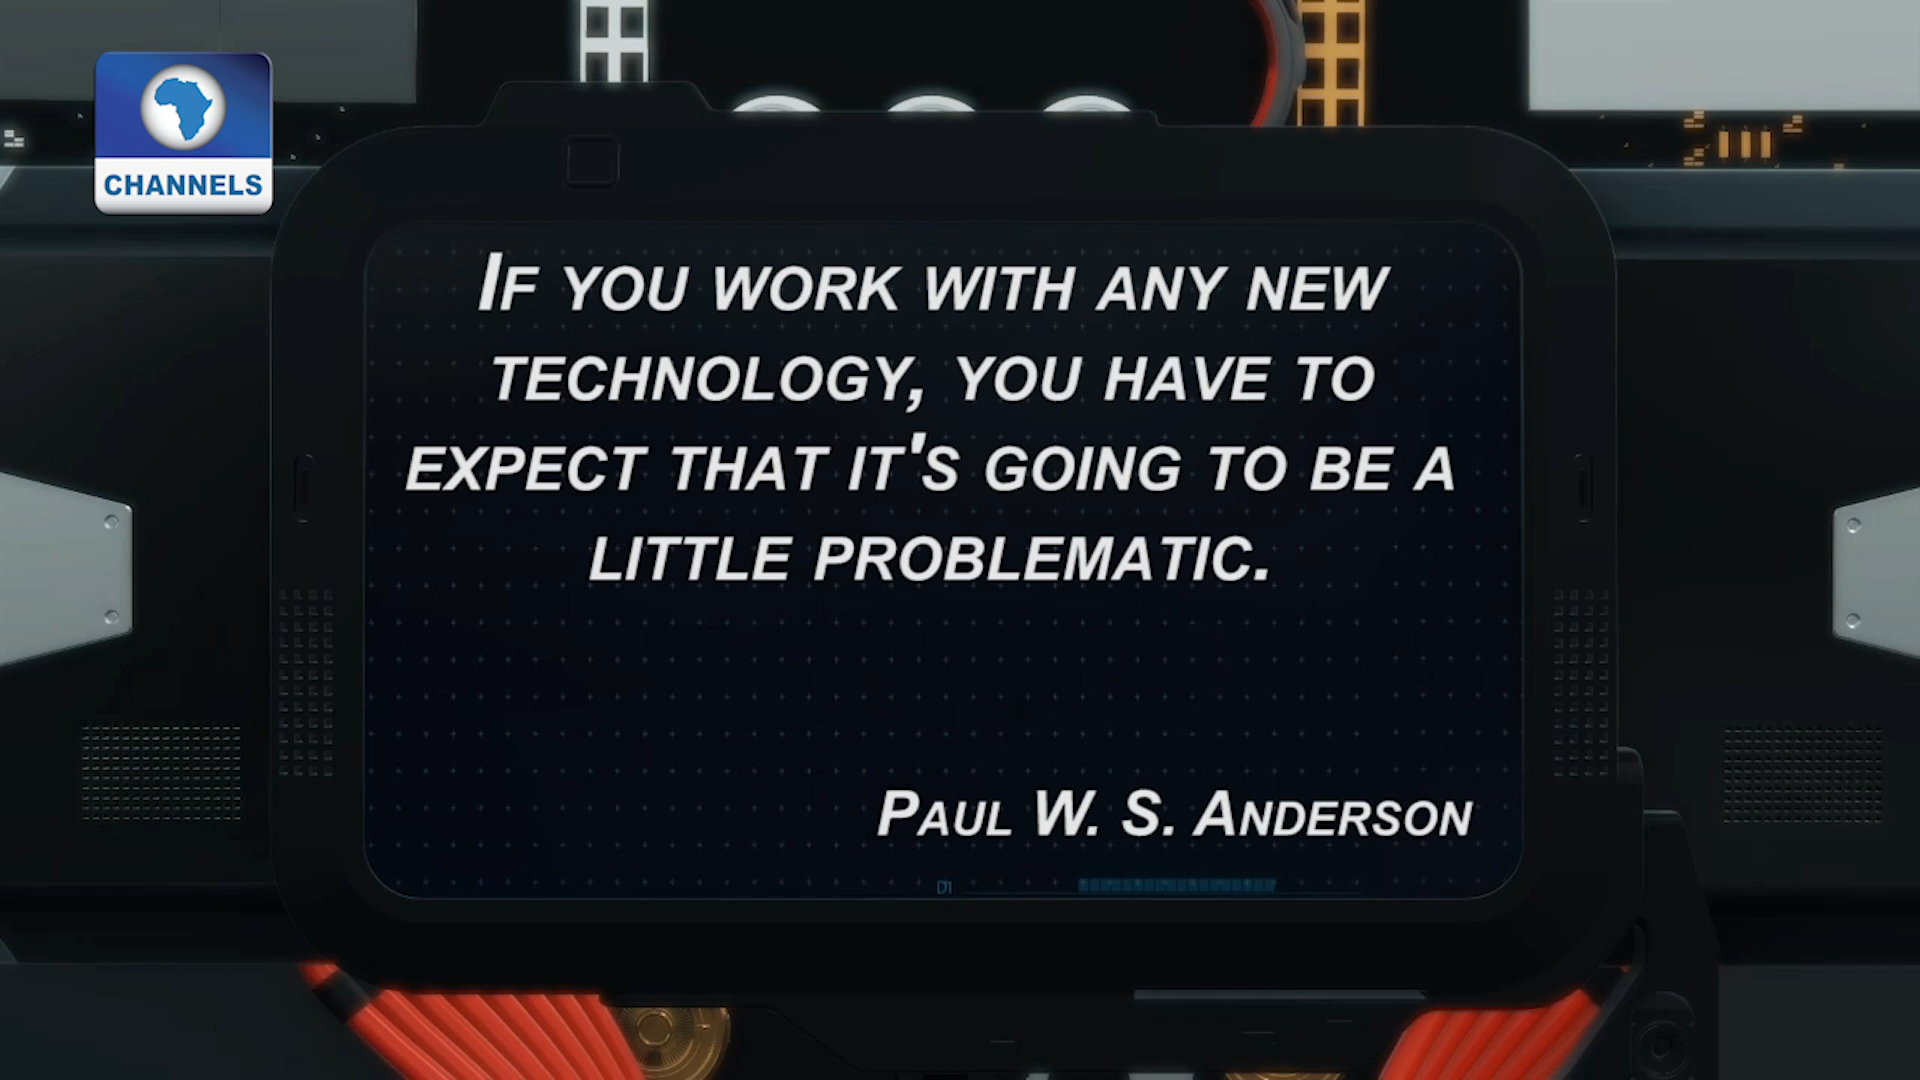 CHANNELS
IF YOU WORK WITH ANY NEW
TECHNOLOGY, YOU HAVE TO
EXPECT THAT IT'S GOING TO BE A
LITTLE PROBLEMATIC.
PAUL W. S. ANDERSON
D1